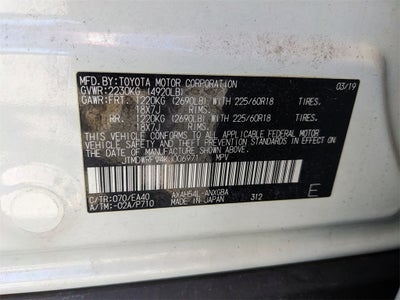 MFD.BY:TOYOTA MOTOR CORPORATION 03/19
GVWR:2230KG (4920LB)
GAWR:FRT. 1220KG (2690LB) WITH 225/60R18 TIRES,
18X7J RIMS,
RR. 1220KG (2690LB) WITH 225/60R18 TIRES,
18X7J RIMS,
THIS VEHICLE CONFORMS TO ALL APPLICABLE FEDERAL MOTOR
VEHICLE SAFETY STANDARDS IN EFFECT ON THE DATE OF
MANUFACTURE SHOWN ABOVE.
MPV
C/TR:070/EA40 AXAH54L-ANXGBA
A/TM:-02A/P710 MADE IN JAPAN 312 E